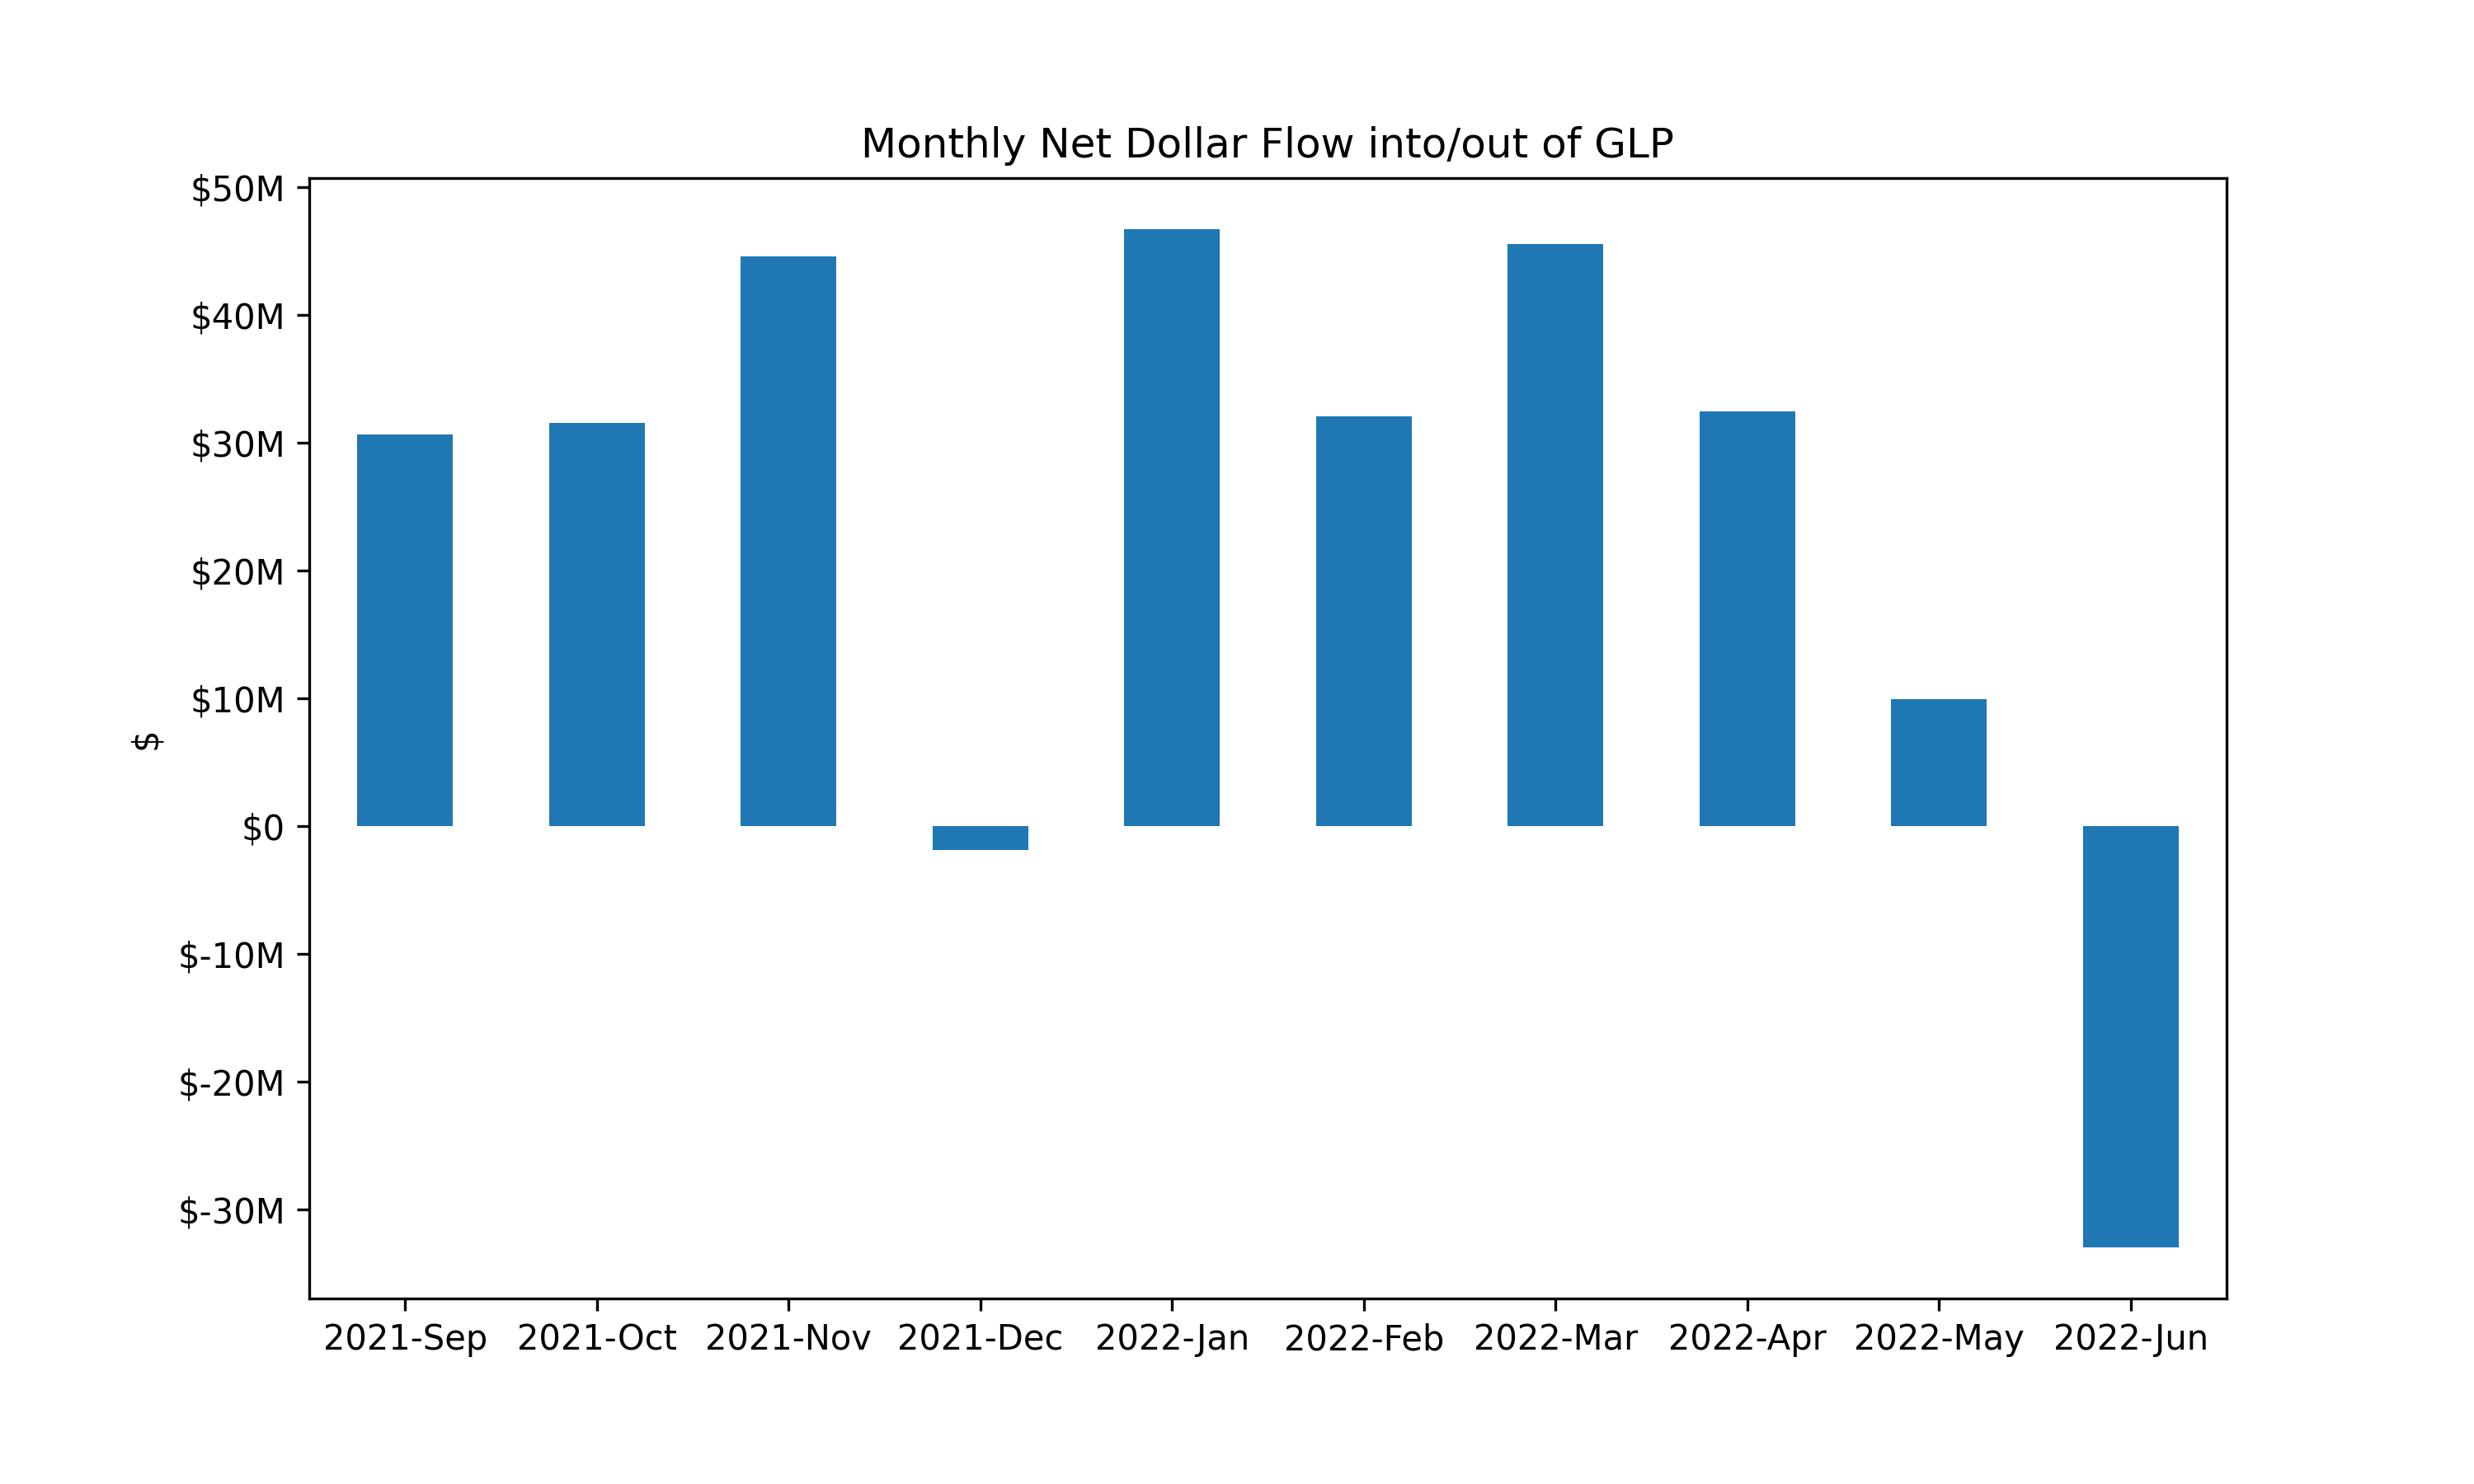 Monthly Net Dollar Flow into/out of GLP
$50M
$40M
$30M
$20M
$10M
$0
$-10M
$-20M
$-30M
$
2021-Sep 2021-Oct 2021-Nov 2021-Dec 2022-Jan 2022-Feb 2022-Mar 2022-Apr 2022-May 2022-Jun